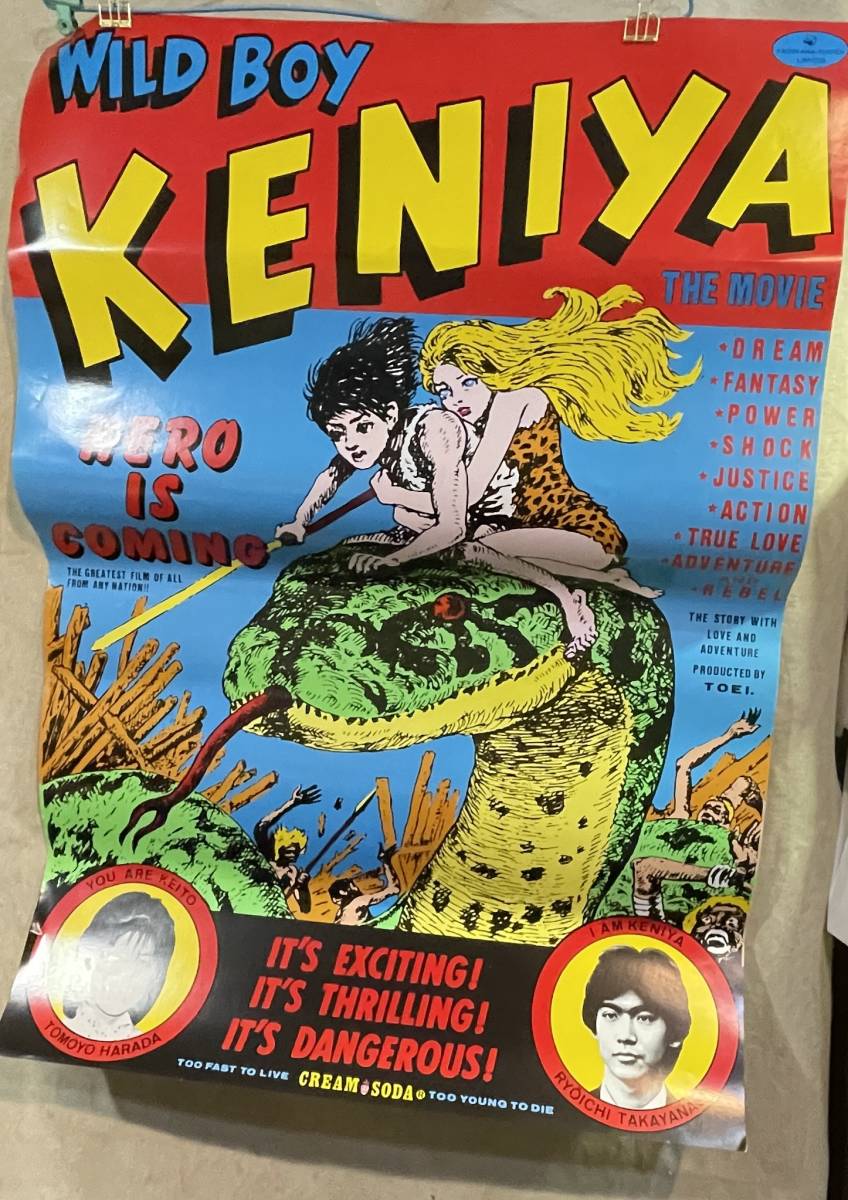 WILD BOY
KENIYA
THE MOVIE
HERO
IS
COMING
THE GREATEST FILM OF ALL
FROM ANY NATION!!
*DREAM
*FANTASY
*POWER
*SHOCK
*JUSTICE
*ACTION
*TRUE LOVE
*ADVENTURE
AND
*REBEL
THE STORY WITH
LOVE AND
ADVENTURE
PRODUCTED BY
TOEI.
YOU ARE KEITO
TOMOYO HARADA
IT'S EXCITING!
IT'S THRILLING!
IT'S DANGEROUS!
I AM KENIYA
RYOICHI
TOO FAST TO LIVE CREAM SODA ® TOO YOUNG TO DIE